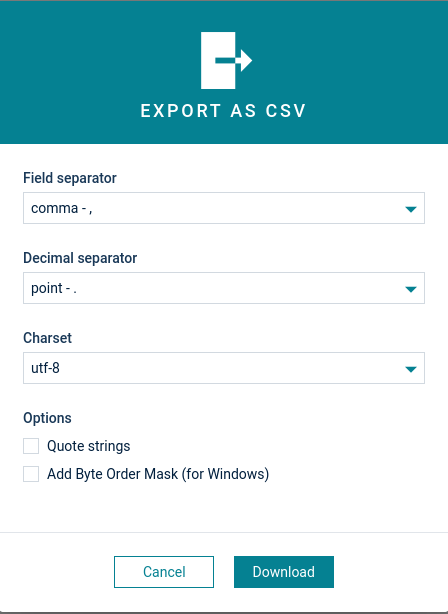 EXPORT AS CSV
Field separator
comma - ,
Decimal separator
point - .
Charset
utf-8
Options
Quote strings
Add Byte Order Mask (for Windows)
Cancel
Download